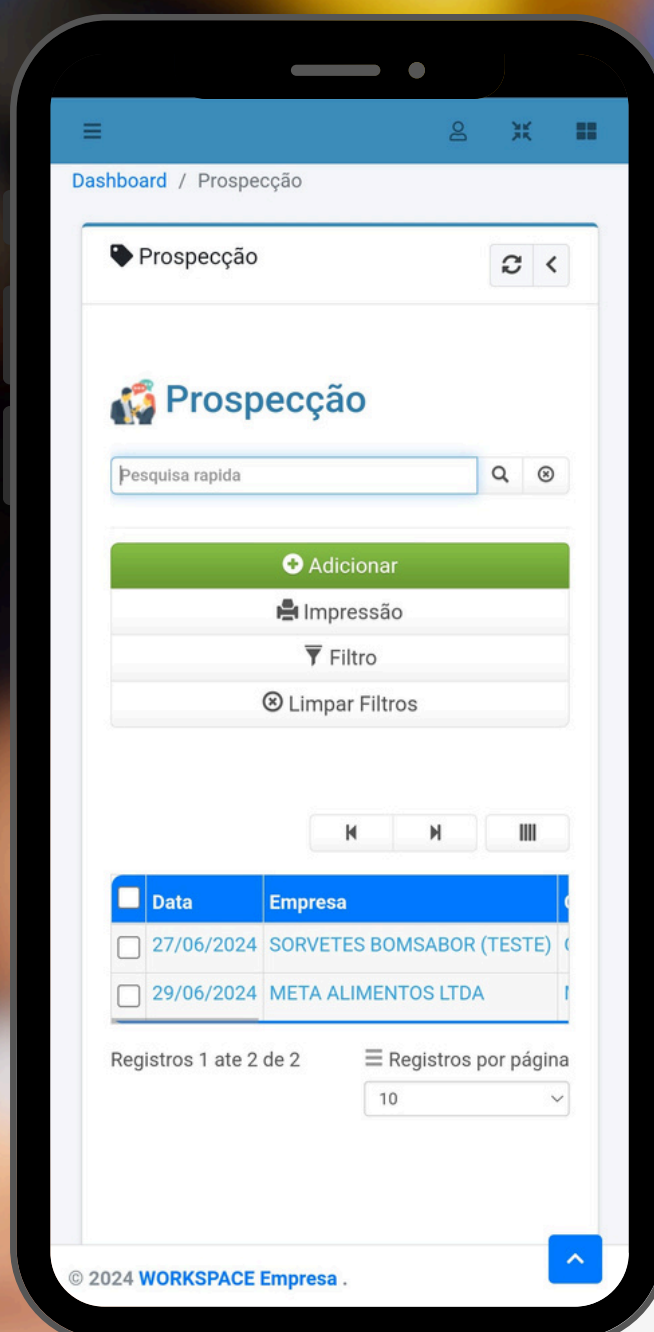 Dashboard / Prospecção
Prospecção
Prospecção
Pesquisa rapida
Adicionar
Impressão
Filtro
Limpar Filtros
Data Empresa
27/06/2024 SORVETES BOMSABOR (TESTE)
29/06/2024 META ALIMENTOS LTDA
Registros 1 ate 2 de 2 Registros por página
10
© 2024 WORKSPACE Empresa .